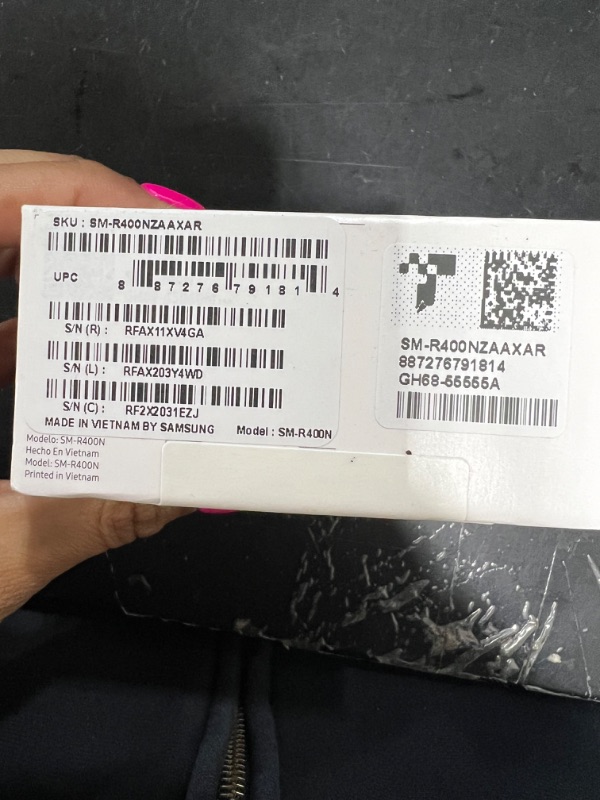 SKU : SM-R400NZAAXAR
UPC
8 87276 79181 4
S/N (R) : RFAX11XV4GA
S/N (L) : RFAX203Y4WD
S/N (C) : RF2X2031EZJ
MADE IN VIETNAM BY SAMSUNG Model : SM-R400N
Modelo: SM-R400N
Hecho En Vietnam
Model: SM-R400N
Printed in Vietnam
SM-R400NZAAXAR
887276791814
GH68-55555A